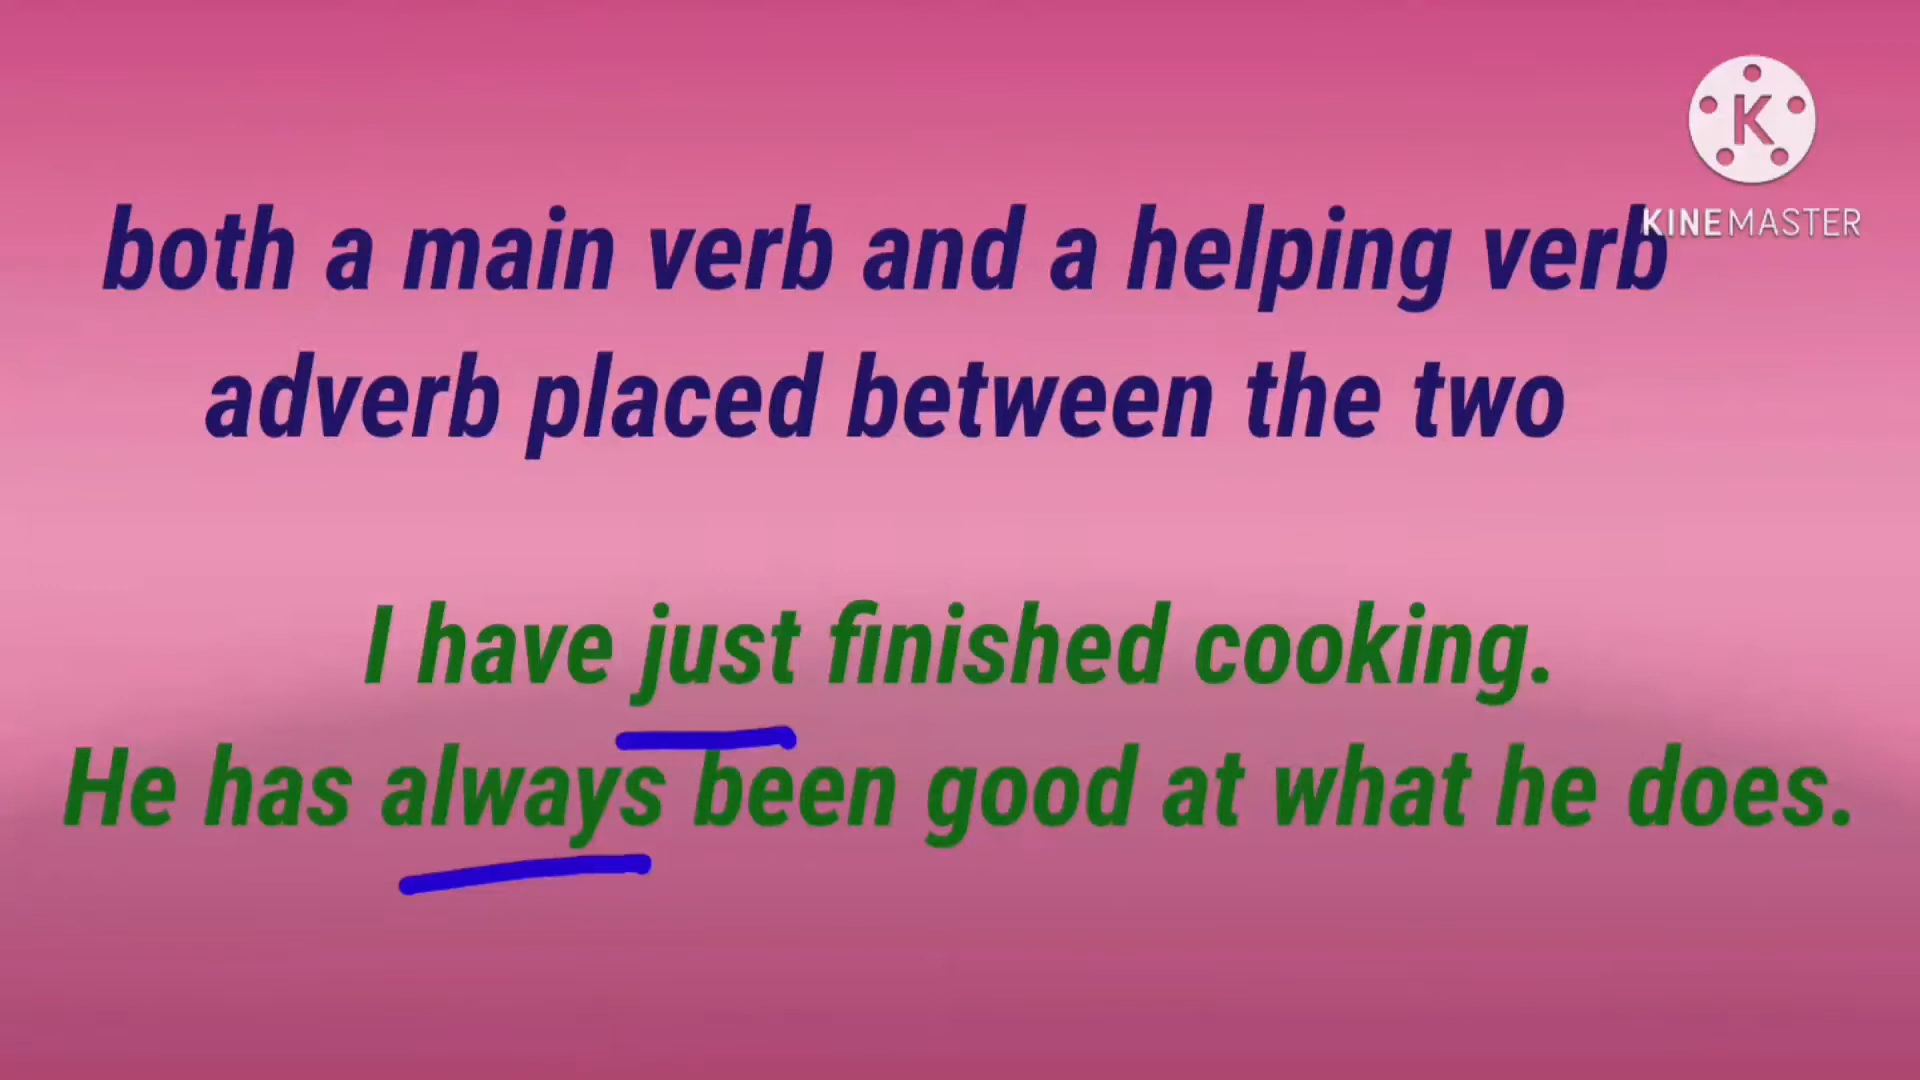 K
KINEMASTER
both a main verb and a helping verb
adverb placed between the two
I have just finished cooking.
He has always been good at what he does.